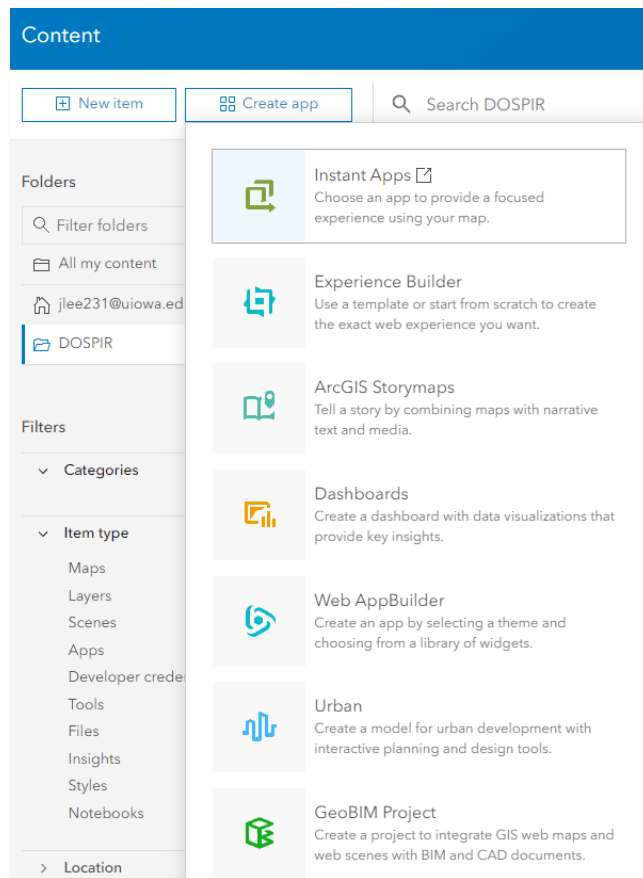 Content
New item
Create app
Search DOSPIR
Folders
Filter folders
All my content
jlee231@uiowa.ed
DOSPIR
Filters
Categories
Item type
Maps
Layers
Scenes
Apps
Developer crede
Tools
Files
Insights
Styles
Notebooks
Location
Instant Apps
Choose an app to provide a focused
experience using your map.
Experience Builder
Use a template or start from scratch to create
the exact web experience you want.
ArcGIS Storymaps
Tell a story by combining maps with narrative
text and media.
Dashboards
Create a dashboard with data visualizations that
provide key insights.
Web AppBuilder
Create an app by selecting a theme and
choosing from a library of widgets.
Urban
Create a model for urban development with
interactive planning and design tools.
GeoBIM Project
Create a project to integrate GIS web maps and
web scenes with BIM and CAD documents.